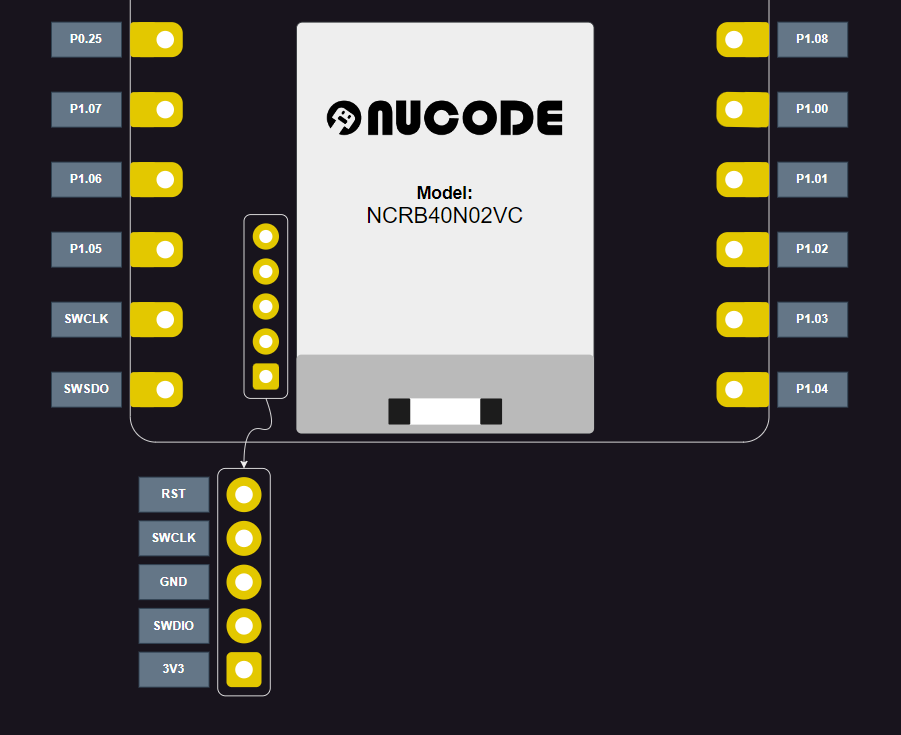 P0.25
P1.07
P1.06
P1.05
SWCLK
SWSDO
NUCODE
Model:
NCRB40N02VC
P1.08
P1.00
P1.01
P1.02
P1.03
P1.04
RST
SWCLK
GND
SWDIO
3V3